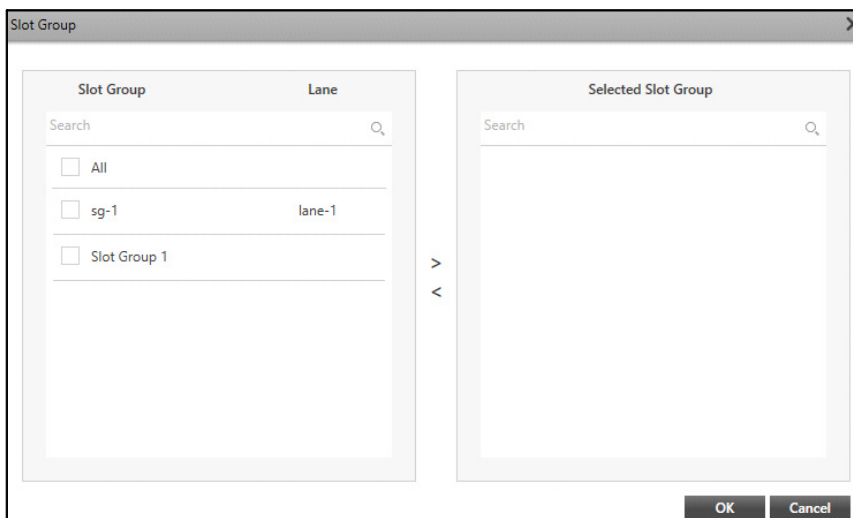 Slot Group
Slot Group Lane
Search
All
sg-1 lane-1
Slot Group 1
>
<
Selected Slot Group
Search
OK Cancel